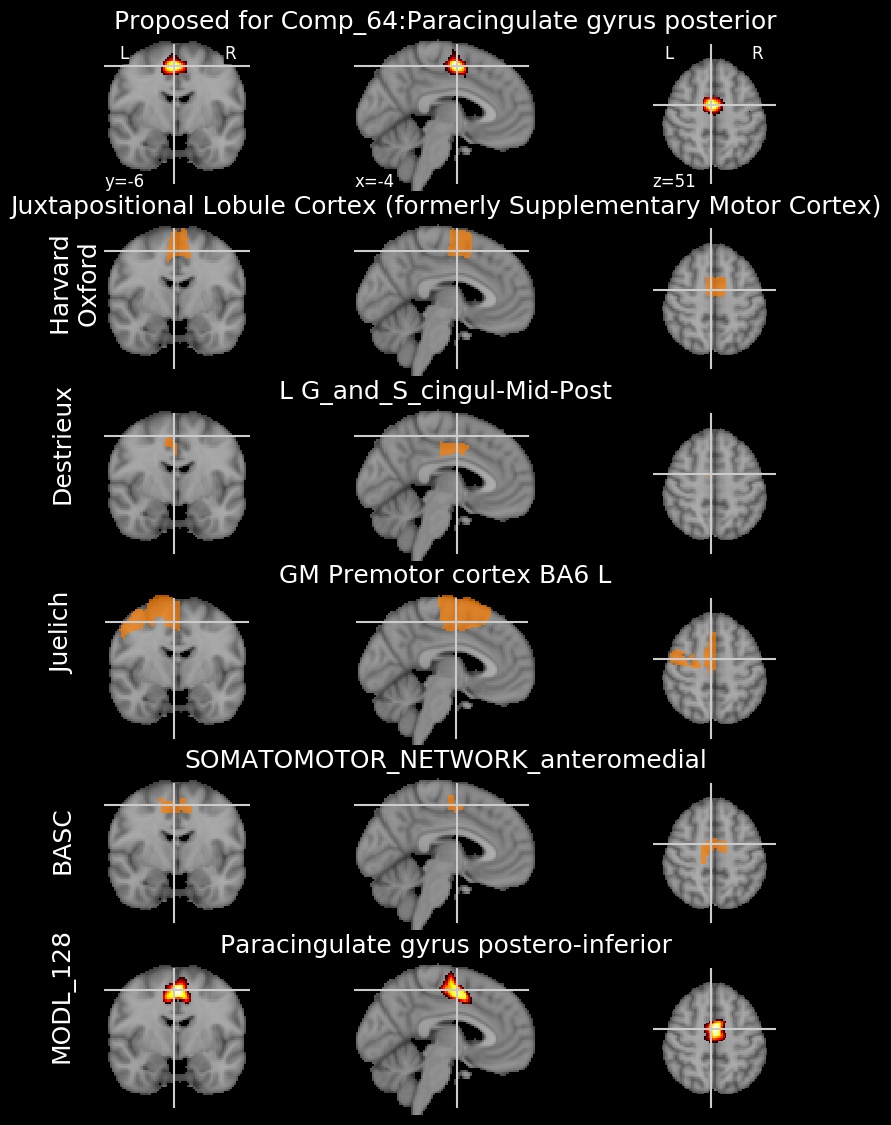 Proposed for Comp_64:Paracingulate gyrus posterior
L R L R
y=-6 x=-4 z=51
Juxtapositional Lobule Cortex (formerly Supplementary Motor Cortex)
Harvard
Oxford
L G_and_S_cingul-Mid-Post
Destrieux
GM Premotor cortex BA6 L
Juelich
SOMATOMOTOR_NETWORK_anteromedial
BASC
Paracingulate gyrus postero-inferior
MODL_128